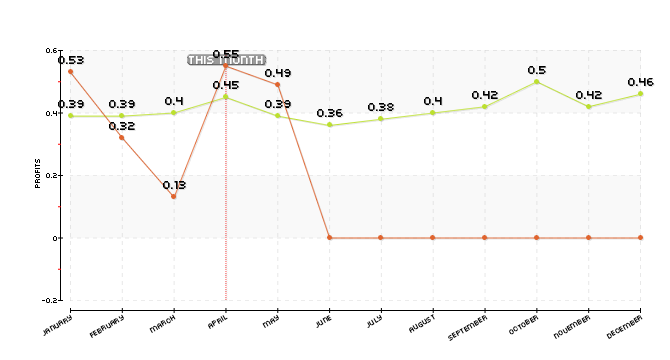 THIS MONTH
0.53 0.55 0.49
0.39 0.39 0.4 0.45 0.39 0.36 0.38 0.4 0.42 0.5 0.42 0.46
0.32
0.13
0.6
0.4
0.2
0
-0.2
PROFITS
JANUARY FEBRUARY MARCH APRIL MAY JUNE JULY AUGUST SEPTEMBER OCTOBER NOVEMBER DECEMBER